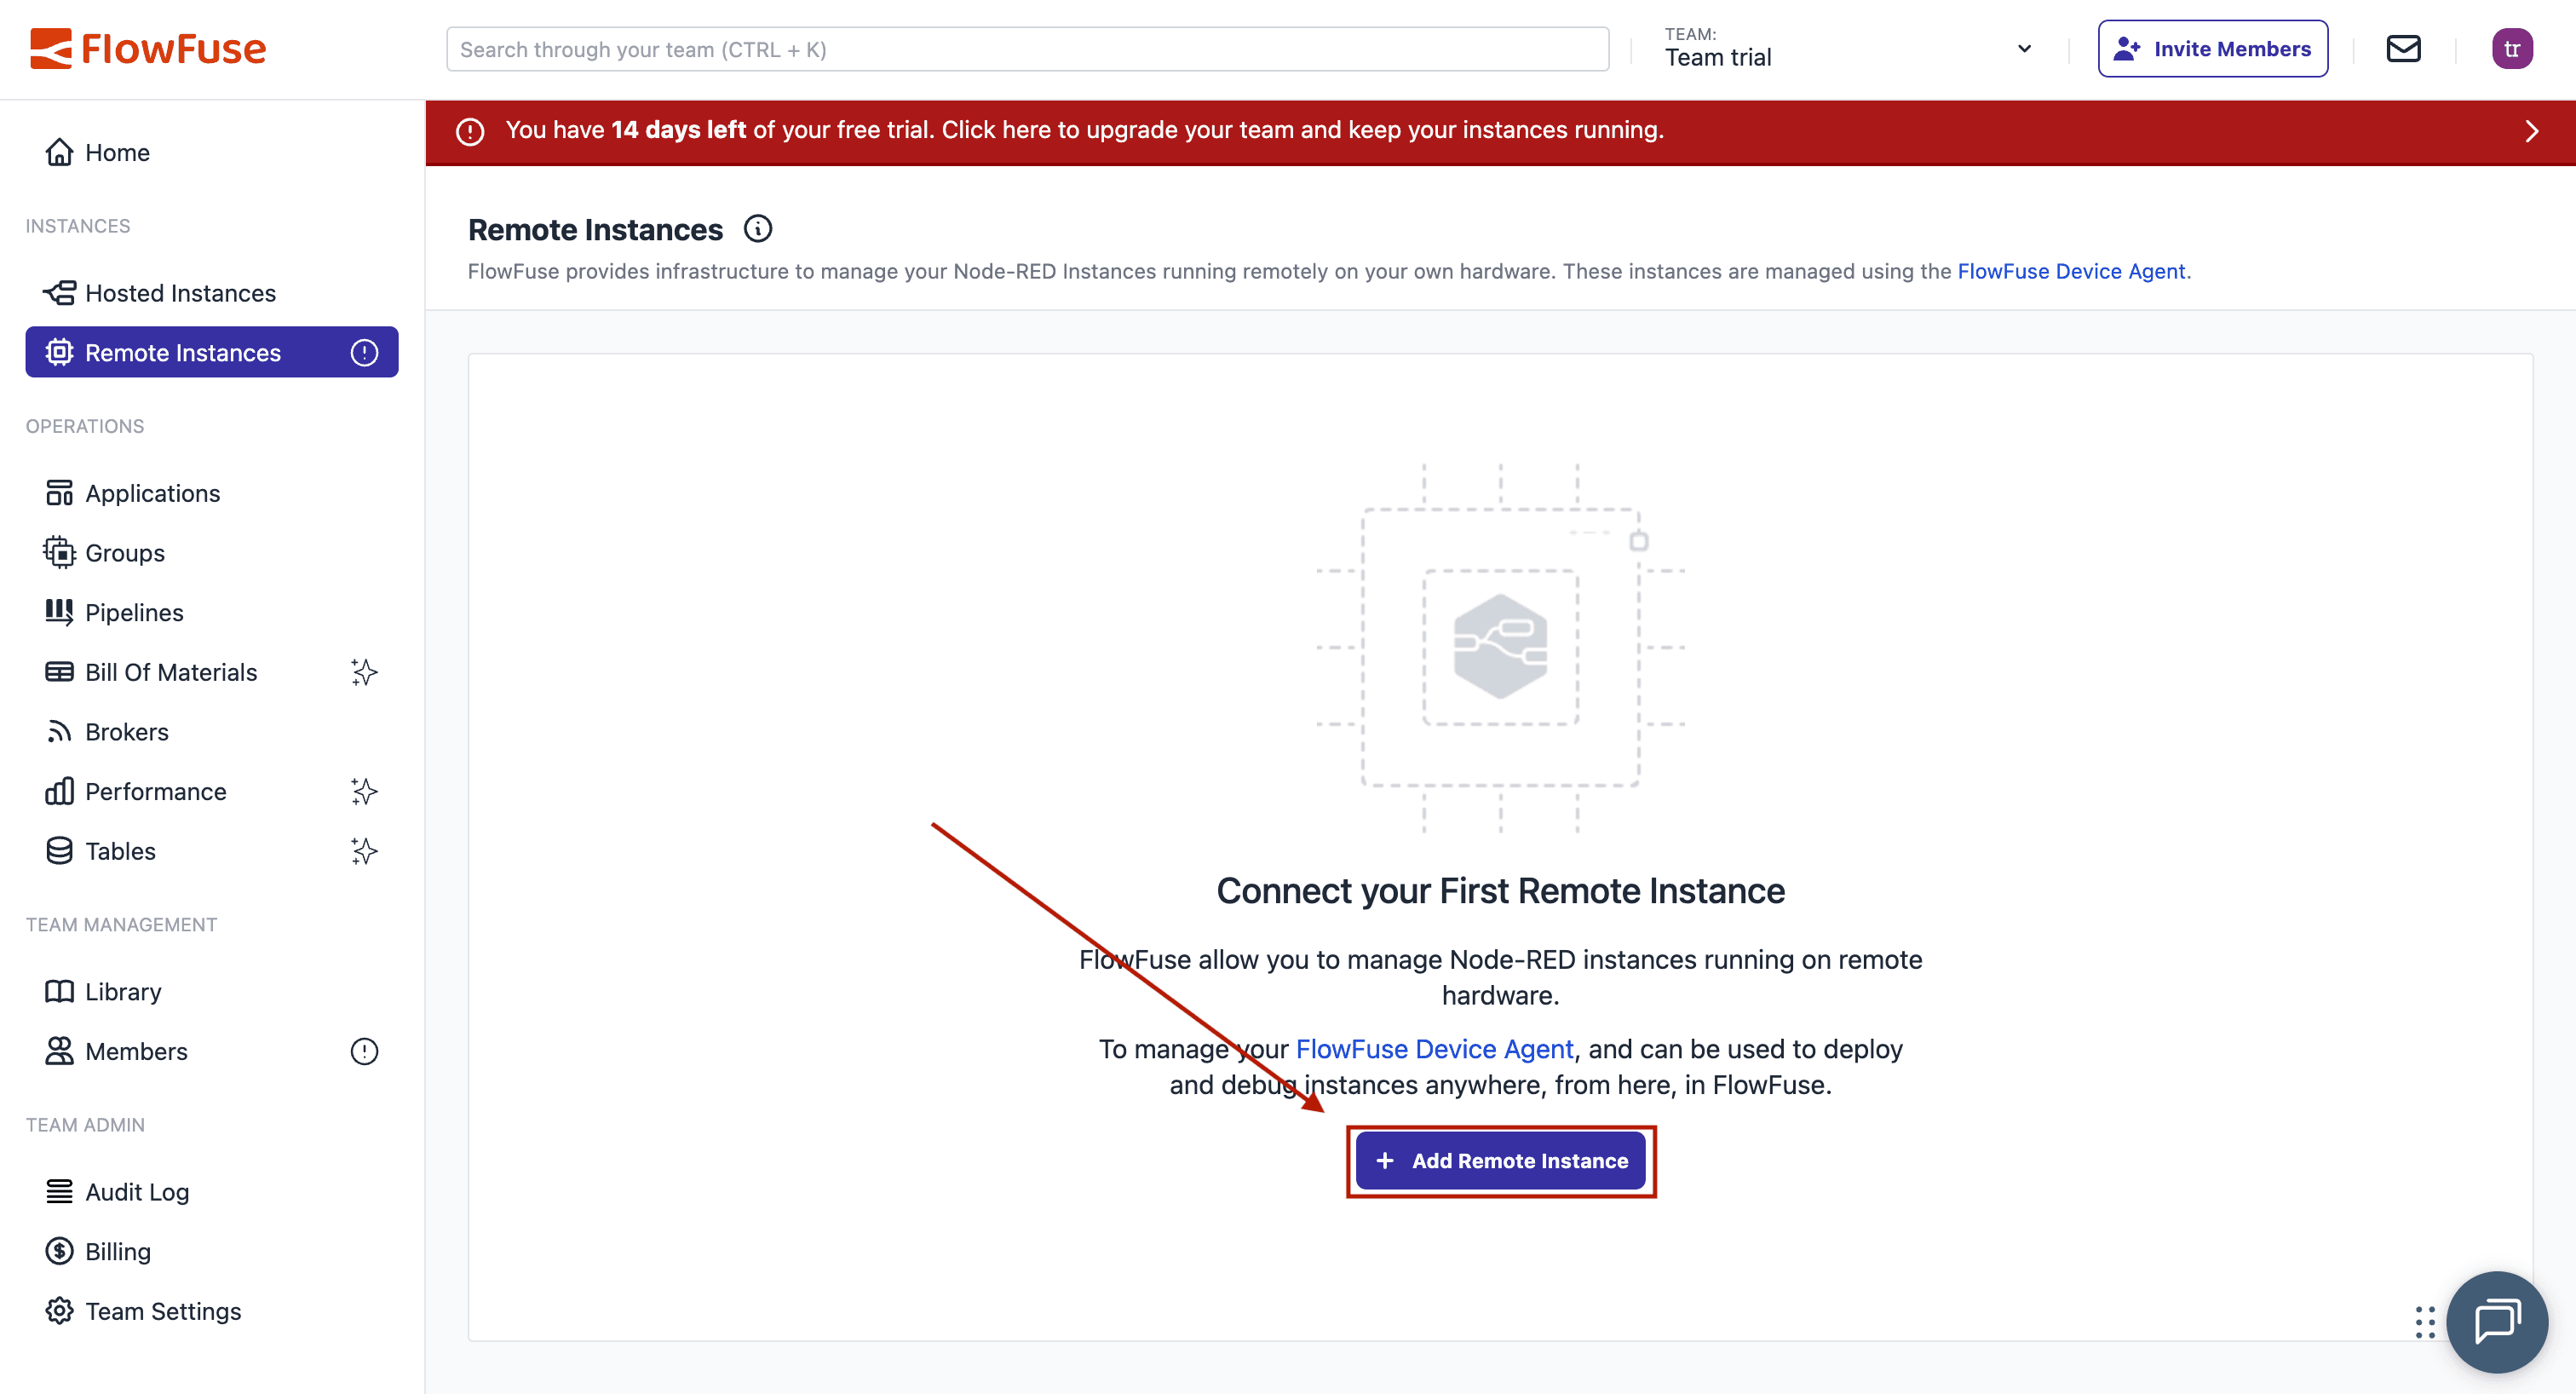 FlowFuse
Search through your team (CTRL + K)
TEAM:
Team trial
Invite Members
tr
You have 14 days left of your free trial. Click here to upgrade your team and keep your instances running.
Home
INSTANCES
Hosted Instances
Remote Instances
OPERATIONS
Applications
Groups
Pipelines
Bill Of Materials
Brokers
Performance
Tables
TEAM MANAGEMENT
Library
Members
TEAM ADMIN
Audit Log
Billing
Team Settings
Remote Instances
FlowFuse provides infrastructure to manage your Node-RED Instances running remotely on your own hardware. These instances are managed using the FlowFuse Device Agent.
Connect your First Remote Instance
FlowFuse allow you to manage Node-RED instances running on remote
hardware.
To manage your FlowFuse Device Agent, and can be used to deploy
and debug instances anywhere, from here, in FlowFuse.
+ Add Remote Instance